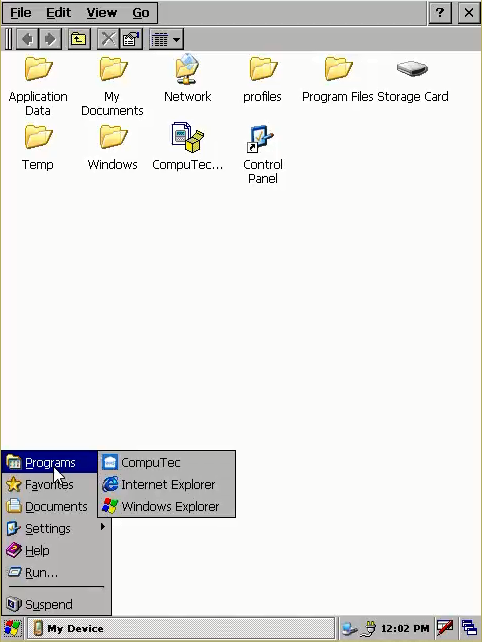 File Edit View Go ? ×
Application Data
My Documents
Network
profiles
Program Files
Storage Card
Temp
Windows
CompuTec...
Control Panel
Programs
Favorites
Documents
Settings
Help
Run...
Suspend
CompuTec
Internet Explorer
Windows Explorer
My Device
12:02 PM